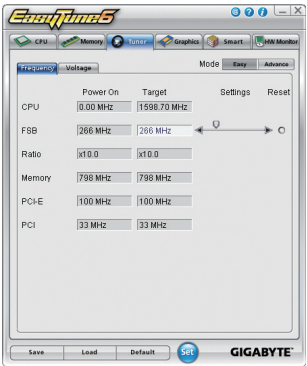 EasyTune6
CPU Memory Tuner Graphics Smart HW Monitor
Frequency Voltage Mode Easy Advance
Power On Target Settings Reset
CPU 0.00 MHz 1598.70 MHz
FSB 266 MHz 266 MHz
Ratio x10.0 x10.0
Memory 798 MHz 798 MHz
PCI-E 100 MHz 100 MHz
PCI 33 MHz 33 MHz
Save Load Default Set GIGABYTE